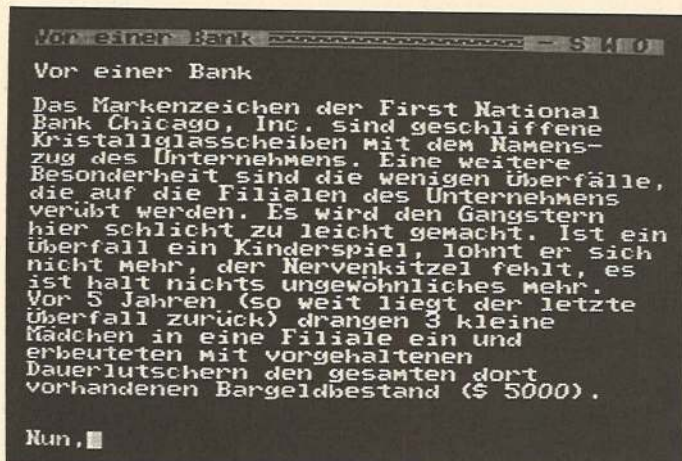 Vor einer Bank - S W O
Vor einer Bank
Das Markenzeichen der First National
Bank Chicago, Inc. sind geschliffene
Kristallglasscheiben mit dem Namens-
zug des Unternehmens. Eine weitere
Besonderheit sind die wenigen Überfälle,
die auf die Filialen des Unternehmens
verübt werden. Es wird den Gangstern
hier schlicht zu leicht gemacht. Ist ein
Überfall ein Kinderspiel, lohnt er sich
nicht mehr, der Nervenkitzel fehlt, es
ist halt nichts ungewöhnliches mehr.
Vor 5 Jahren (so weit liegt der letzte
Überfall zurück) drangen 3 kleine
Mädchen in eine Filiale ein und
erbeuteten mit vorgehaltenen
Dauerlutschern den gesamten dort
vorhandenen Bargeldbestand ($ 5000).
Nun,